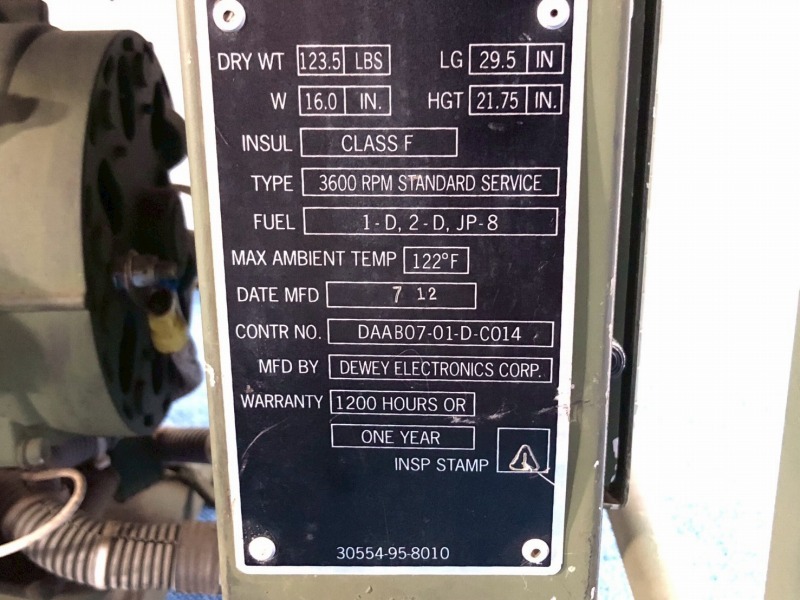 DRY WT 123.5 LBS LG 29.5 IN
W 16.0 IN. HGT 21.75 IN.
INSUL CLASS F
TYPE 3600 RPM STANDARD SERVICE
FUEL 1-D, 2-D, JP-8
MAX AMBIENT TEMP 122°F
DATE MFD 7 12
CONTR NO. DAAB07-01-D-C014
MFD BY DEWEY ELECTRONICS CORP.
WARRANTY 1200 HOURS OR
ONE YEAR
INSP STAMP
30554-95-8010